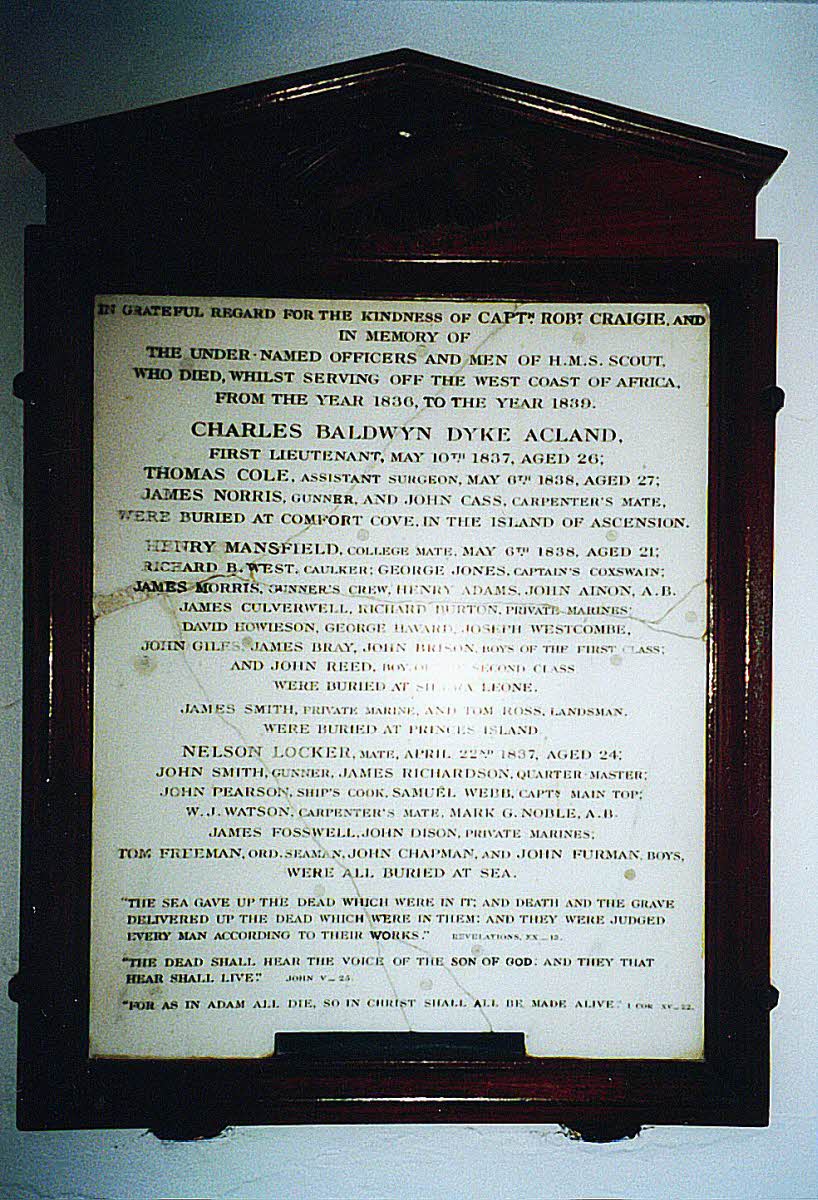 IN GRATEFUL REGARD FOR THE KINDNESS OF CAPTN. ROBT. CRAIGIE, AND
IN MEMORY OF
THE UNDER-NAMED OFFICERS AND MEN OF H.M.S. SCOUT,
WHO DIED, WHILST SERVING OFF THE WEST COAST OF AFRICA,
FROM THE YEAR 1836, TO THE YEAR 1839.
CHARLES BALDWYN DYKE ACLAND,
FIRST LIEUTENANT, MAY 10TH 1837, AGED 26;
THOMAS COLE, ASSISTANT SURGEON, MAY 6TH 1838, AGED 27;
JAMES NORRIS, GUNNER, AND JOHN CASS, CARPENTER'S MATE,
WERE BURIED AT COMFORT COVE, IN THE ISLAND OF ASCENSION.
HENRY MANSFIELD, COLLEGE MATE, MAY 6TH 1838, AGED 21;
RICHARD B. WEST, CAULKER; GEORGE JONES, CAPTAIN'S COXSWAIN;
JAMES MORRIS, GUNNER'S CREW, HENRY ADAMS, JOHN AINON, A.B.
JAMES CULVERWELL, RICHARD BURTON, PRIVATE MARINES;
DAVID HOWIESON, GEORGE HAVARD, JOSEPH WESTCOMBE,
JOHN GILES, JAMES BRAY, JOHN BRISON, BOYS OF THE FIRST CLASS;
AND JOHN REED, BOY OF THE SECOND CLASS
WERE BURIED AT SIERRA LEONE.
JAMES SMITH, PRIVATE MARINE, AND TOM ROSS, LANDSMAN,
WERE BURIED AT PRINCES ISLAND
NELSON LOCKER, MATE, APRIL 22ND 1837, AGED 24;
JOHN SMITH, GUNNER, JAMES RICHARDSON, QUARTER-MASTER;
JOHN PEARSON, SHIP'S COOK, SAMUEL WEBB, CAPTN MAIN TOP;
W. J. WATSON, CARPENTER'S MATE, MARK G. NOBLE, A.B.
JAMES FOSSWELL, JOHN DISON, PRIVATE MARINES;
TOM FREEMAN, ORD. SEAMAN, JOHN CHAPMAN, AND JOHN FURMAN, BOYS,
WERE ALL BURIED AT SEA.
"THE SEA GAVE UP THE DEAD WHICH WERE IN IT: AND DEATH AND THE GRAVE
DELIVERED UP THE DEAD WHICH WERE IN THEM: AND THEY WERE JUDGED
EVERY MAN ACCORDING TO THEIR WORKS." REVELATIONS, XX_13.
"THE DEAD SHALL HEAR THE VOICE OF THE SON OF GOD: AND THEY THAT
HEAR SHALL LIVE." JOHN V_25.
"FOR AS IN ADAM ALL DIE, SO IN CHRIST SHALL ALL BE MADE ALIVE." 1 COR XV_22.